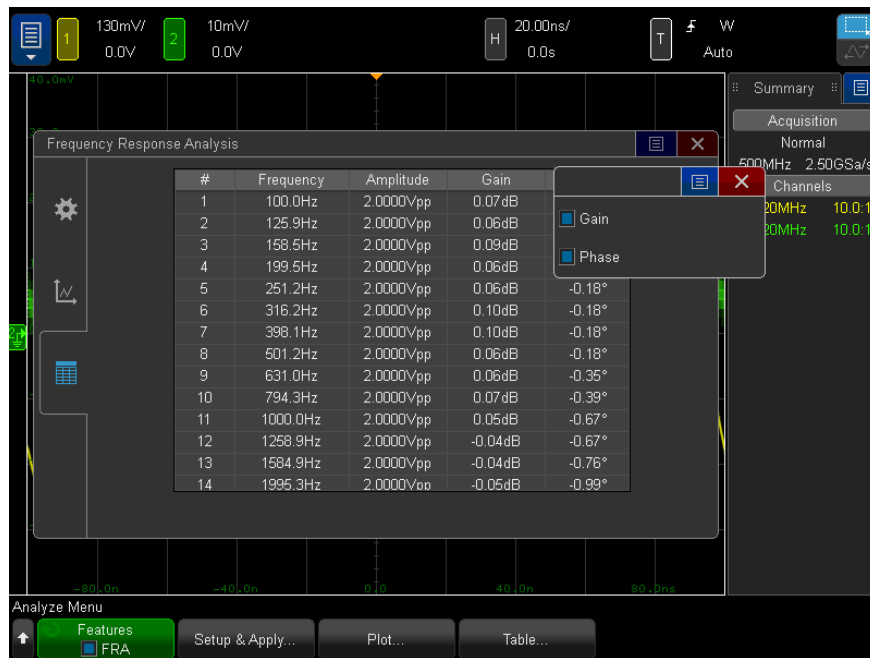 130mV/ 10mV/ 20.00ns/ W
1 2 H T
0.0V 0.0V 0.0s Auto
40.0mV
Summary
Acquisition
Normal
500MHz 2.50GSa/s
Channels
20MHz 10.0:1
20MHz 10.0:1
Frequency Response Analysis
# Frequency Amplitude Gain
1 100.0Hz 2.0000Vpp 0.07dB
2 125.9Hz 2.0000Vpp 0.06dB
3 158.5Hz 2.0000Vpp 0.09dB
4 199.5Hz 2.0000Vpp 0.06dB
5 251.2Hz 2.0000Vpp 0.06dB -0.18°
6 316.2Hz 2.0000Vpp 0.10dB -0.18°
7 398.1Hz 2.0000Vpp 0.10dB -0.18°
8 501.2Hz 2.0000Vpp 0.06dB -0.18°
9 631.0Hz 2.0000Vpp 0.06dB -0.35°
10 794.3Hz 2.0000Vpp 0.07dB -0.39°
11 1000.0Hz 2.0000Vpp 0.05dB -0.67°
12 1258.9Hz 2.0000Vpp -0.04dB -0.67°
13 1584.9Hz 2.0000Vpp -0.04dB -0.76°
14 1995.3Hz 2.0000Vpp -0.05dB -0.99°
Gain
Phase
-80.0n -40.0n 0.0 40.0n 80.0ns
Analyze Menu
Features
FRA
Setup & Apply...
Plot...
Table...